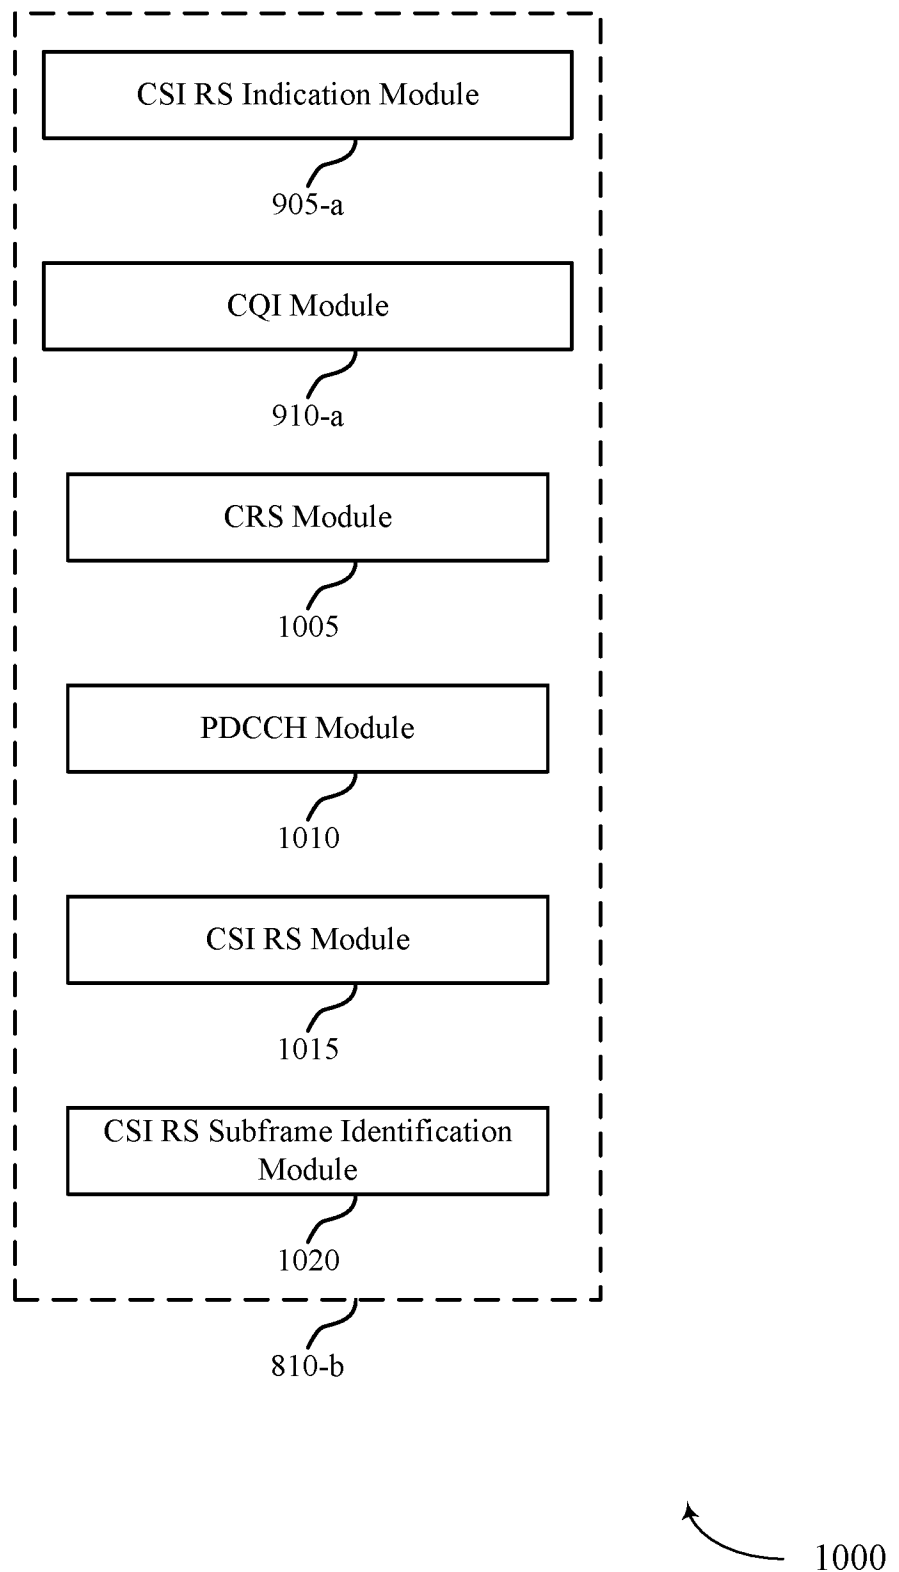 CSI RS Indication Module
905-a
CQI Module
910-a
CRS Module
1005
PDCCH Module
1010
CSI RS Module
1015
CSI RS Subframe Identification
Module
1020
810-b
1000